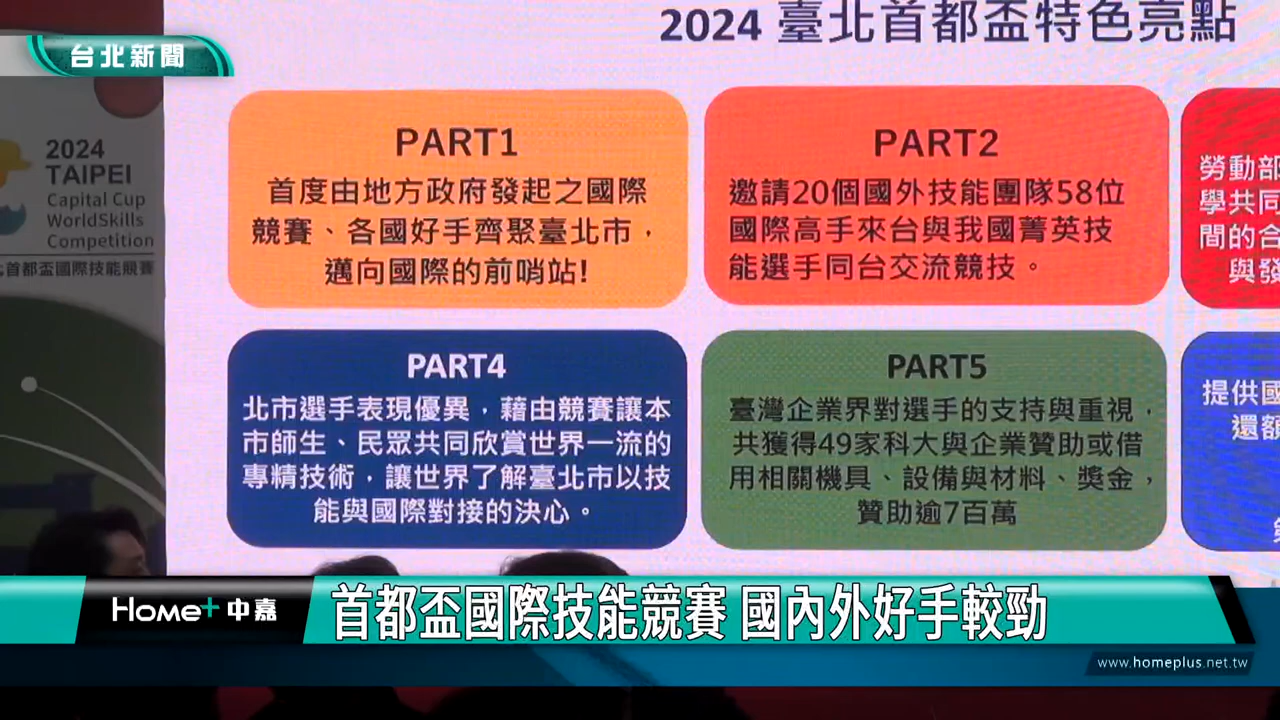 2024 臺北首都盃特色亮點
台北新聞
2024
TAIPEI
Capital Cup
WorldSkills
Competition
首都盃國際技能競賽
PART1
首度由地方政府發起之國際
競賽、各國好手齊聚臺北市，
邁向國際的前哨站!
PART2
邀請20個國外技能團隊58位
國際高手來台與我國菁英技
能選手同台交流競技。
勞動部
學共同
間的合
與發
PART4
北市選手表現優異，藉由競賽讓本
市師生、民眾共同欣賞世界一流的
專精技術，讓世界了解臺北市以技
能與國際對接的決心。
PART5
臺灣企業界對選手的支持與重視，
共獲得49家科大與企業贊助或借
用相關機具、設備與材料、獎金，
贊助逾7百萬
提供國
還額
Home+中嘉
首都盃國際技能競賽 國內外好手較勁
www.homeplus.net.tw